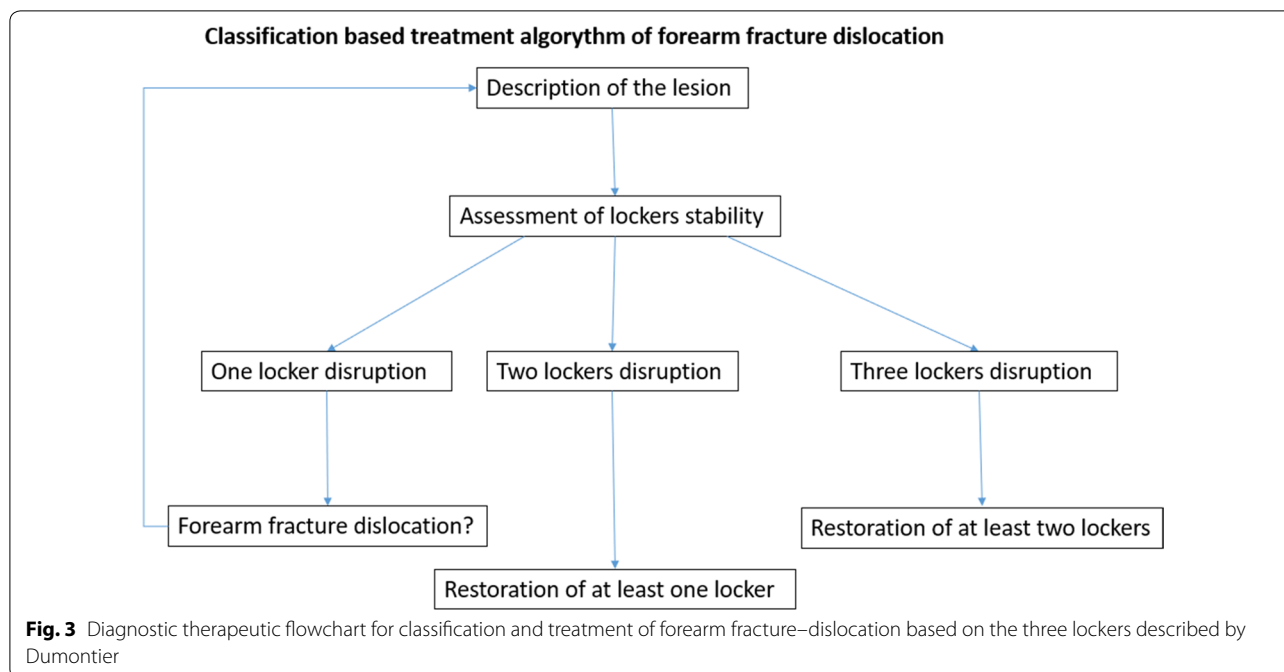 Classification based treatment algorythm of forearm fracture dislocation
Description of the lesion
Assessment of lockers stability
One locker disruption
Two lockers disruption
Three lockers disruption
Forearm fracture dislocation?
Restoration of at least two lockers
Restoration of at least one locker
Fig. 3 Diagnostic therapeutic flowchart for classification and treatment of forearm fracture–dislocation based on the three lockers described by
Dumontier